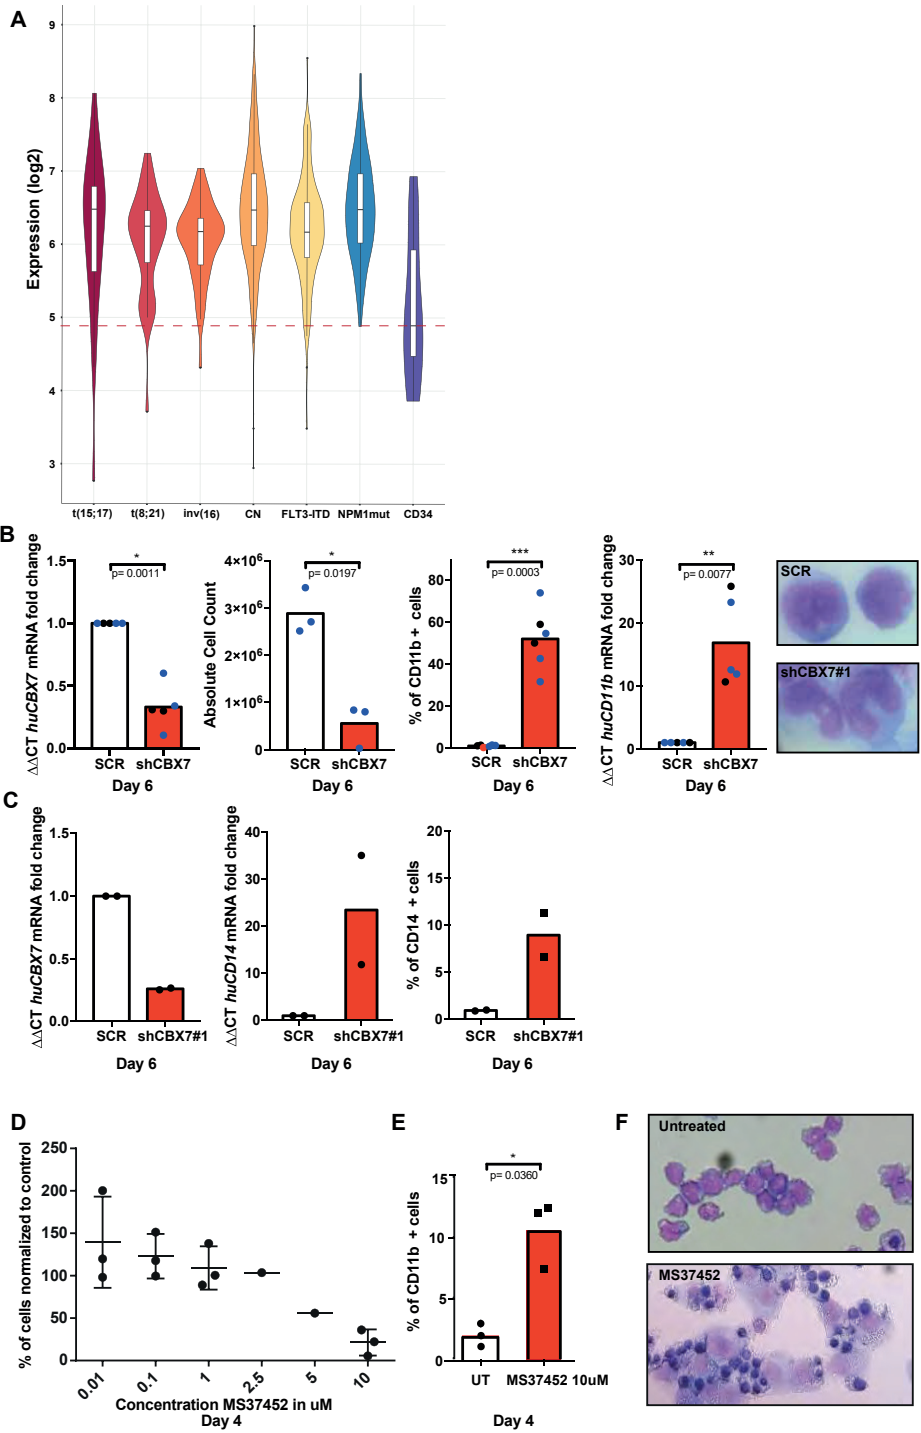 A
Expression (log2)
9
8
7
6
5
4
3
t(15;17) t(8;21) inv(16) CN FLT3-ITD NPM1mut CD34
B
ΔΔCT huCBX7 mRNA fold change
1.5
1.0
0.5
0.0
*
p= 0.0011
SCR shCBX7
Day 6
Absolute Cell Count
4×10⁶
3×10⁶
2×10⁶
1×10⁶
0
*
p= 0.0197
SCR shCBX7
Day 6
% of CD11b + cells
80
60
40
20
0
***
p= 0.0003
SCR shCBX7
Day 6
ΔΔCT huCD11b mRNA fold change
30
20
10
0
**
p= 0.0077
SCR shCBX7
Day 6
SCR
shCBX7#1
C
ΔΔCT huCBX7 mRNA fold change
1.5
1.0
0.5
0.0
SCR shCBX7#1
Day 6
ΔΔCT huCD14 mRNA fold change
40
30
20
10
0
SCR shCBX7#1
Day 6
% of CD14 + cells
20
15
10
5
0
SCR shCBX7#1
Day 6
D
% of cells normalized to control
250
200
150
100
50
0
0.01 0.1 1 2.5 5 10
Concentration MS37452 in uM
Day 4
E
% of CD11b + cells
15
10
5
0
*
p= 0.0360
UT MS37452 10uM
Day 4
F
Untreated
MS37452